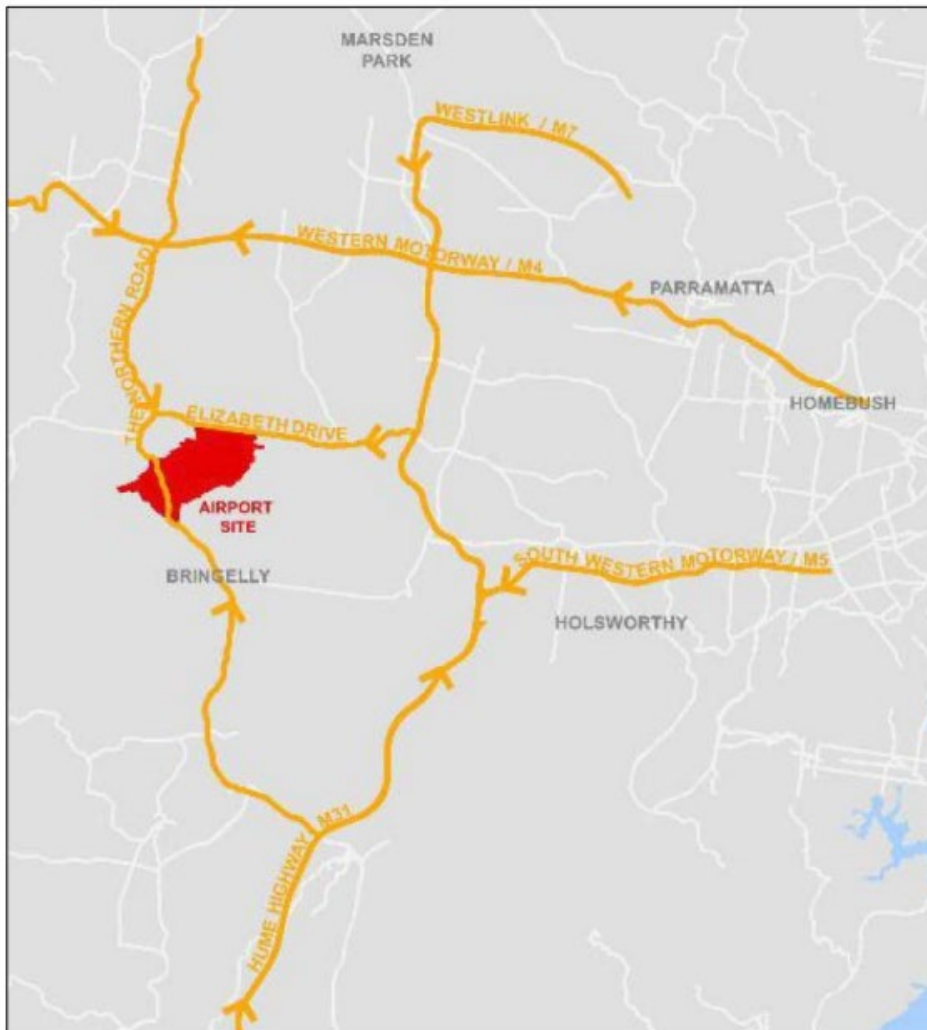 MARSDEN
PARK
WESTLINK / M7
WESTERN MOTORWAY / M4
PARRAMATTA
THE NORTHERN ROAD
HOMEBUSH
ELIZABETH DRIVE
AIRPORT
SITE
BRINGELLY
SOUTH WESTERN MOTORWAY / M5
HOLSWORTHY
HUME HIGHWAY / M31